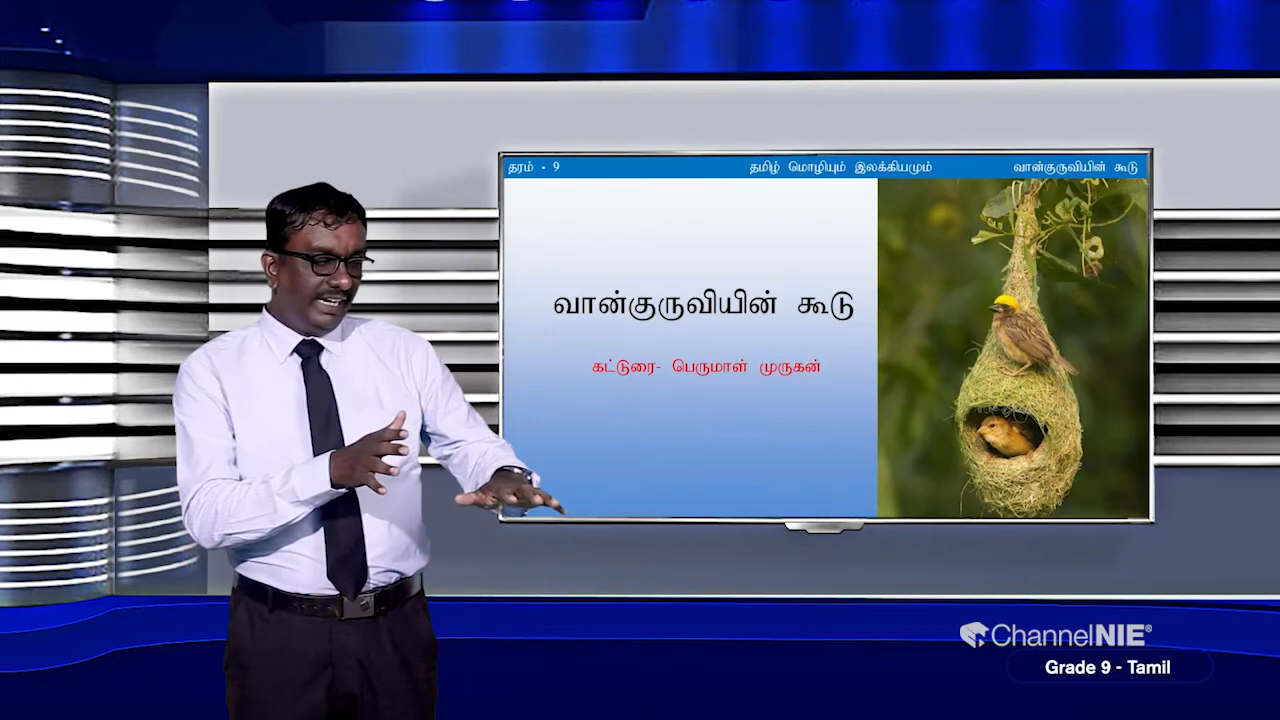 தரம் - 9 தமிழ் மொழியும் இலக்கியமும் வான்குருவியின் கூடு
வான்குருவியின் கூடு
கட்டுரை- பெருமாள் முருகன்
ChannelNIE®
Grade 9 - Tamil